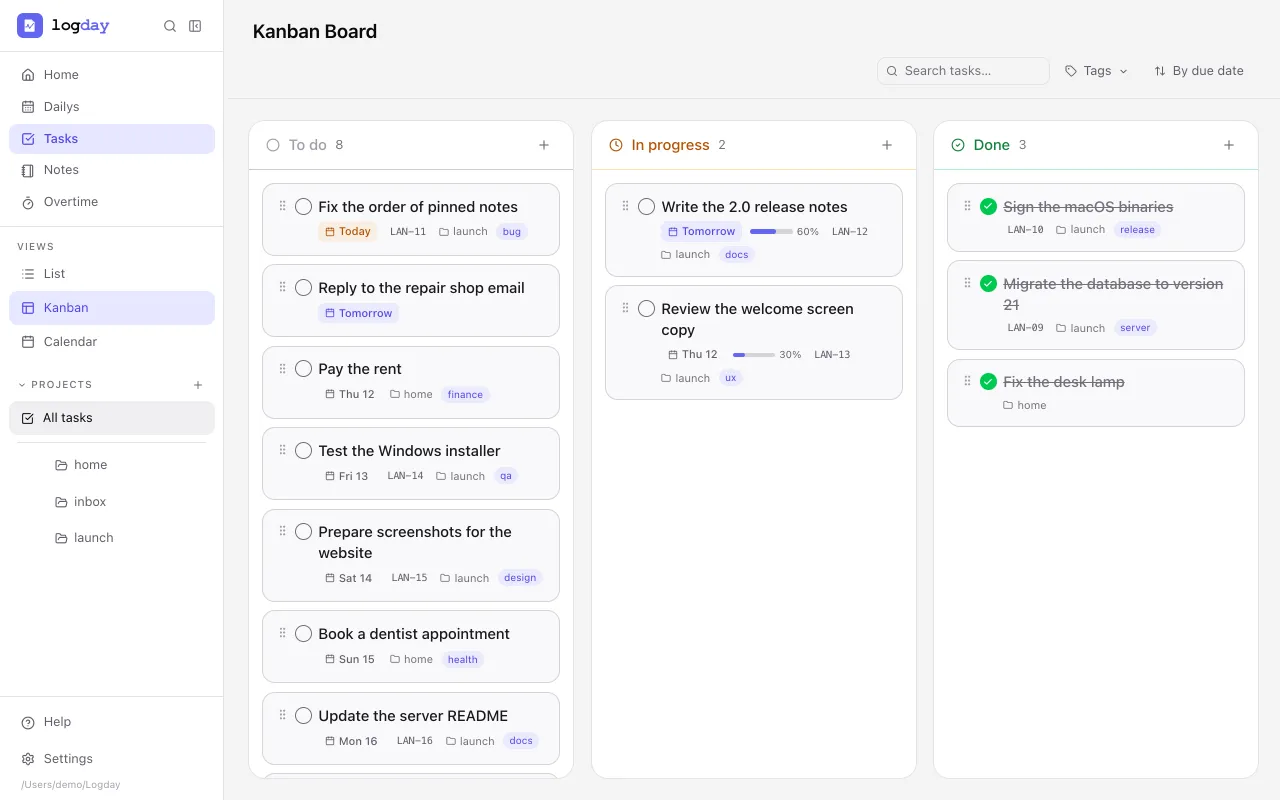 logday
Home
Dailys
Tasks
Notes
Overtime
VIEWS
List
Kanban
Calendar
PROJECTS
All tasks
home
inbox
launch
Help
Settings
/Users/demo/Logday
Kanban Board
Search tasks...
Tags
By due date
To do 8
Fix the order of pinned notes
Today LAN-11 launch bug
Reply to the repair shop email
Tomorrow
Pay the rent
Thu 12 home finance
Test the Windows installer
Fri 13 LAN-14 launch qa
Prepare screenshots for the
website
Sat 14 LAN-15 launch design
Book a dentist appointment
Sun 15 home health
Update the server README
Mon 16 LAN-16 launch docs
In progress 2
Write the 2.0 release notes
Tomorrow 60% LAN-12
launch docs
Review the welcome screen
copy
Thu 12 30% LAN-13
launch ux
Done 3
Sign the macOS binaries
LAN-10 launch release
Migrate the database to version
21
LAN-09 launch server
Fix the desk lamp
home